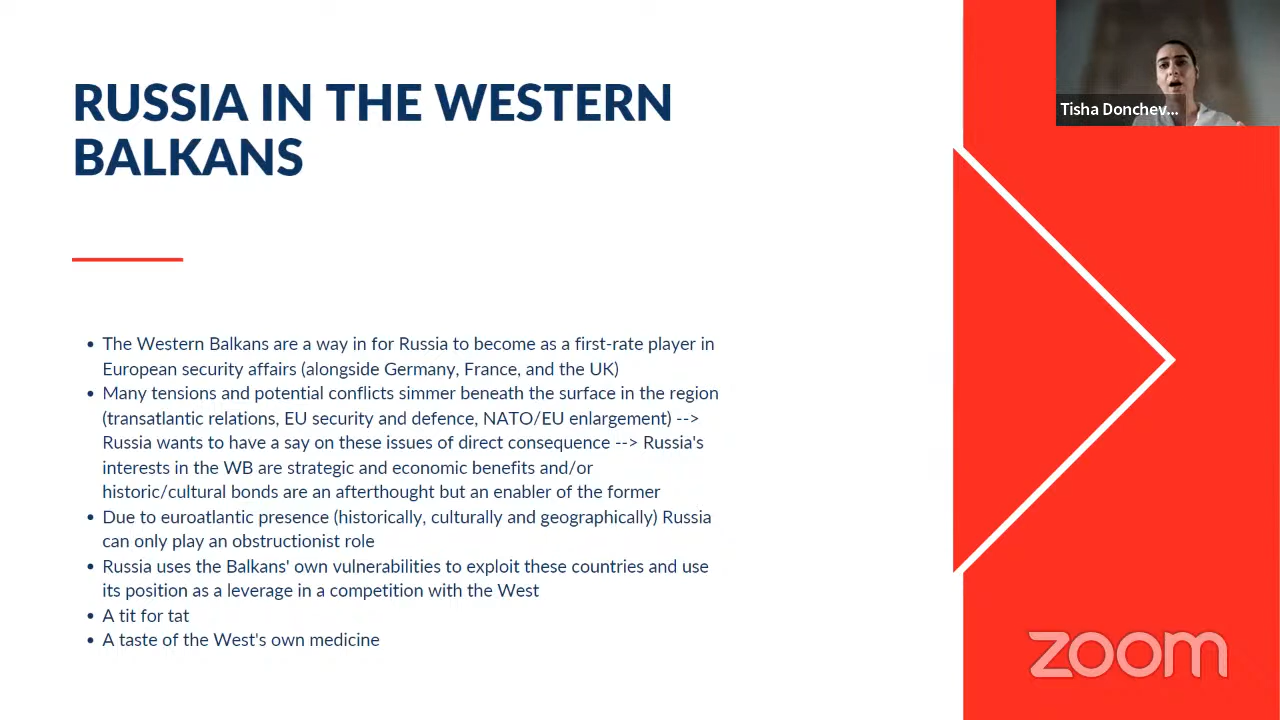 RUSSIA IN THE WESTERN
BALKANS
Tisha Donchev...
• The Western Balkans are a way in for Russia to become as a first-rate player in
European security affairs (alongside Germany, France, and the UK)
• Many tensions and potential conflicts simmer beneath the surface in the region
(transatlantic relations, EU security and defence, NATO/EU enlargement) -->
Russia wants to have a say on these issues of direct consequence --> Russia's
interests in the WB are strategic and economic benefits and/or
historic/cultural bonds are an afterthought but an enabler of the former
• Due to euroatlantic presence (historically, culturally and geographically) Russia
can only play an obstructionist role
• Russia uses the Balkans' own vulnerabilities to exploit these countries and use
its position as a leverage in a competition with the West
• A tit for tat
• A taste of the West's own medicine
zoom